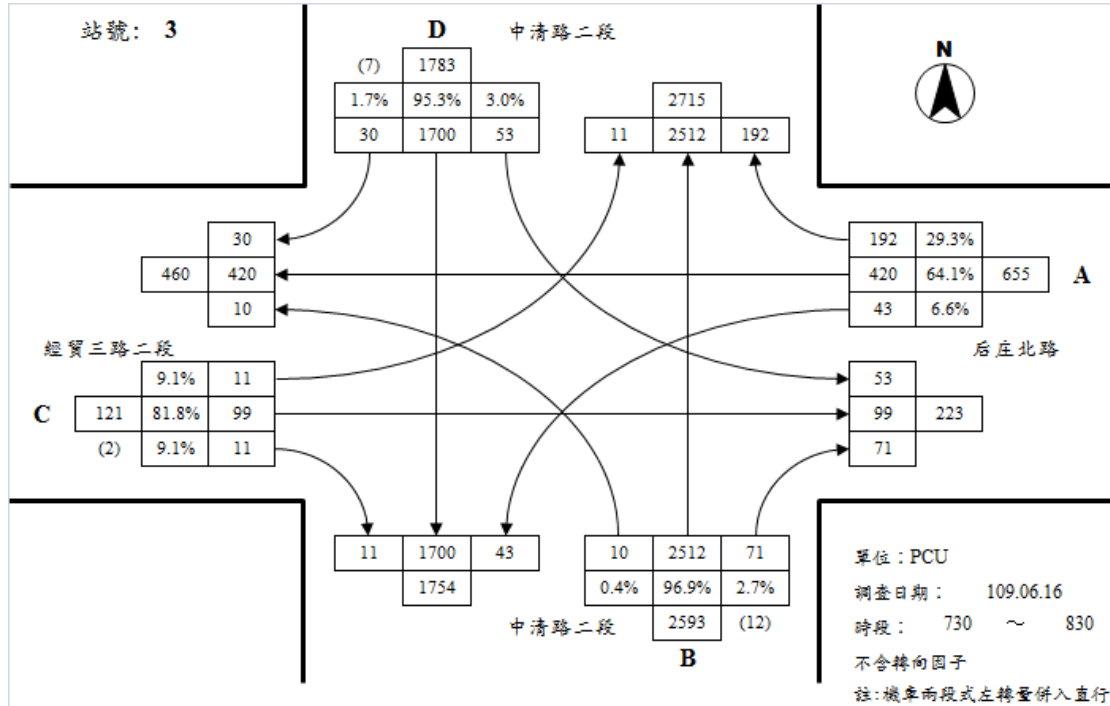 站號： 3
D 中清路二段
N
(7) 1783
1.7% 95.3% 3.0%
30 1700 53
2715
11 2512 192
30
460 420
10
192 29.3%
420 64.1% 655
43 6.6%
A
經貿三路二段
后庄北路
9.1% 11
C 121 81.8% 99
(2) 9.1% 11
53
99 223
71
11 1700 43
1754
10 2512 71
0.4% 96.9% 2.7%
2593 (12)
中清路二段
B
單位：PCU
調查日期： 109.06.16
時段： 730 ～ 830
不含轉向因子
註:機車兩段式左轉量併入直行